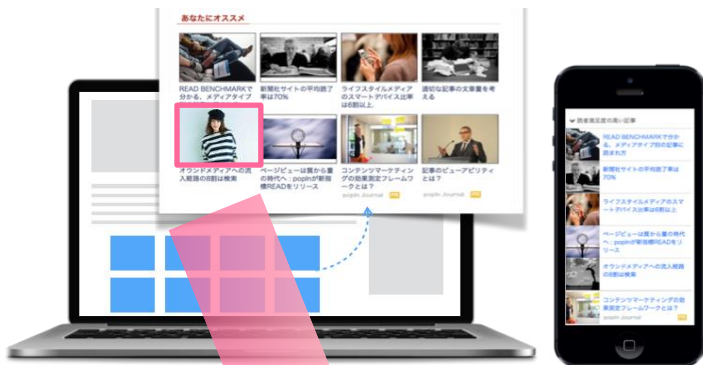 あなたにオススメ
READ BENCHMARKで
分かる、メディアタイプ
新聞社サイトの平均読了
率は70%
ライフスタイルメディア
のスマートデバイス比率
は6割以上
適切な記事の文章量を考
える
オウンドメディアへの流
入経路の8割は検索
ページビューは質から量
の時代へ：popInが新指
標READをリリース
コンテンツマーケティン
グの効果測定フレームワ
ークとは？
popIn Journal PR
記事のビューアビリティ
とは？
popIn Journal PR
読者満足度の高い記事
READ BENCHMARKで分か
る、メディアタイプ別の記事に
読まれ方
新聞社サイトの平均読了率は
70%
ライフスタイルメディアのスマ
ートデバイス比率は6割以上
ページビューは質から量の時代
へ：popInが新指標READをリ
リース
オウンドメディアへの流入経路
の8割は検索
コンテンツマーケティングの効
果測定フレームワークとは？
popIn Journal